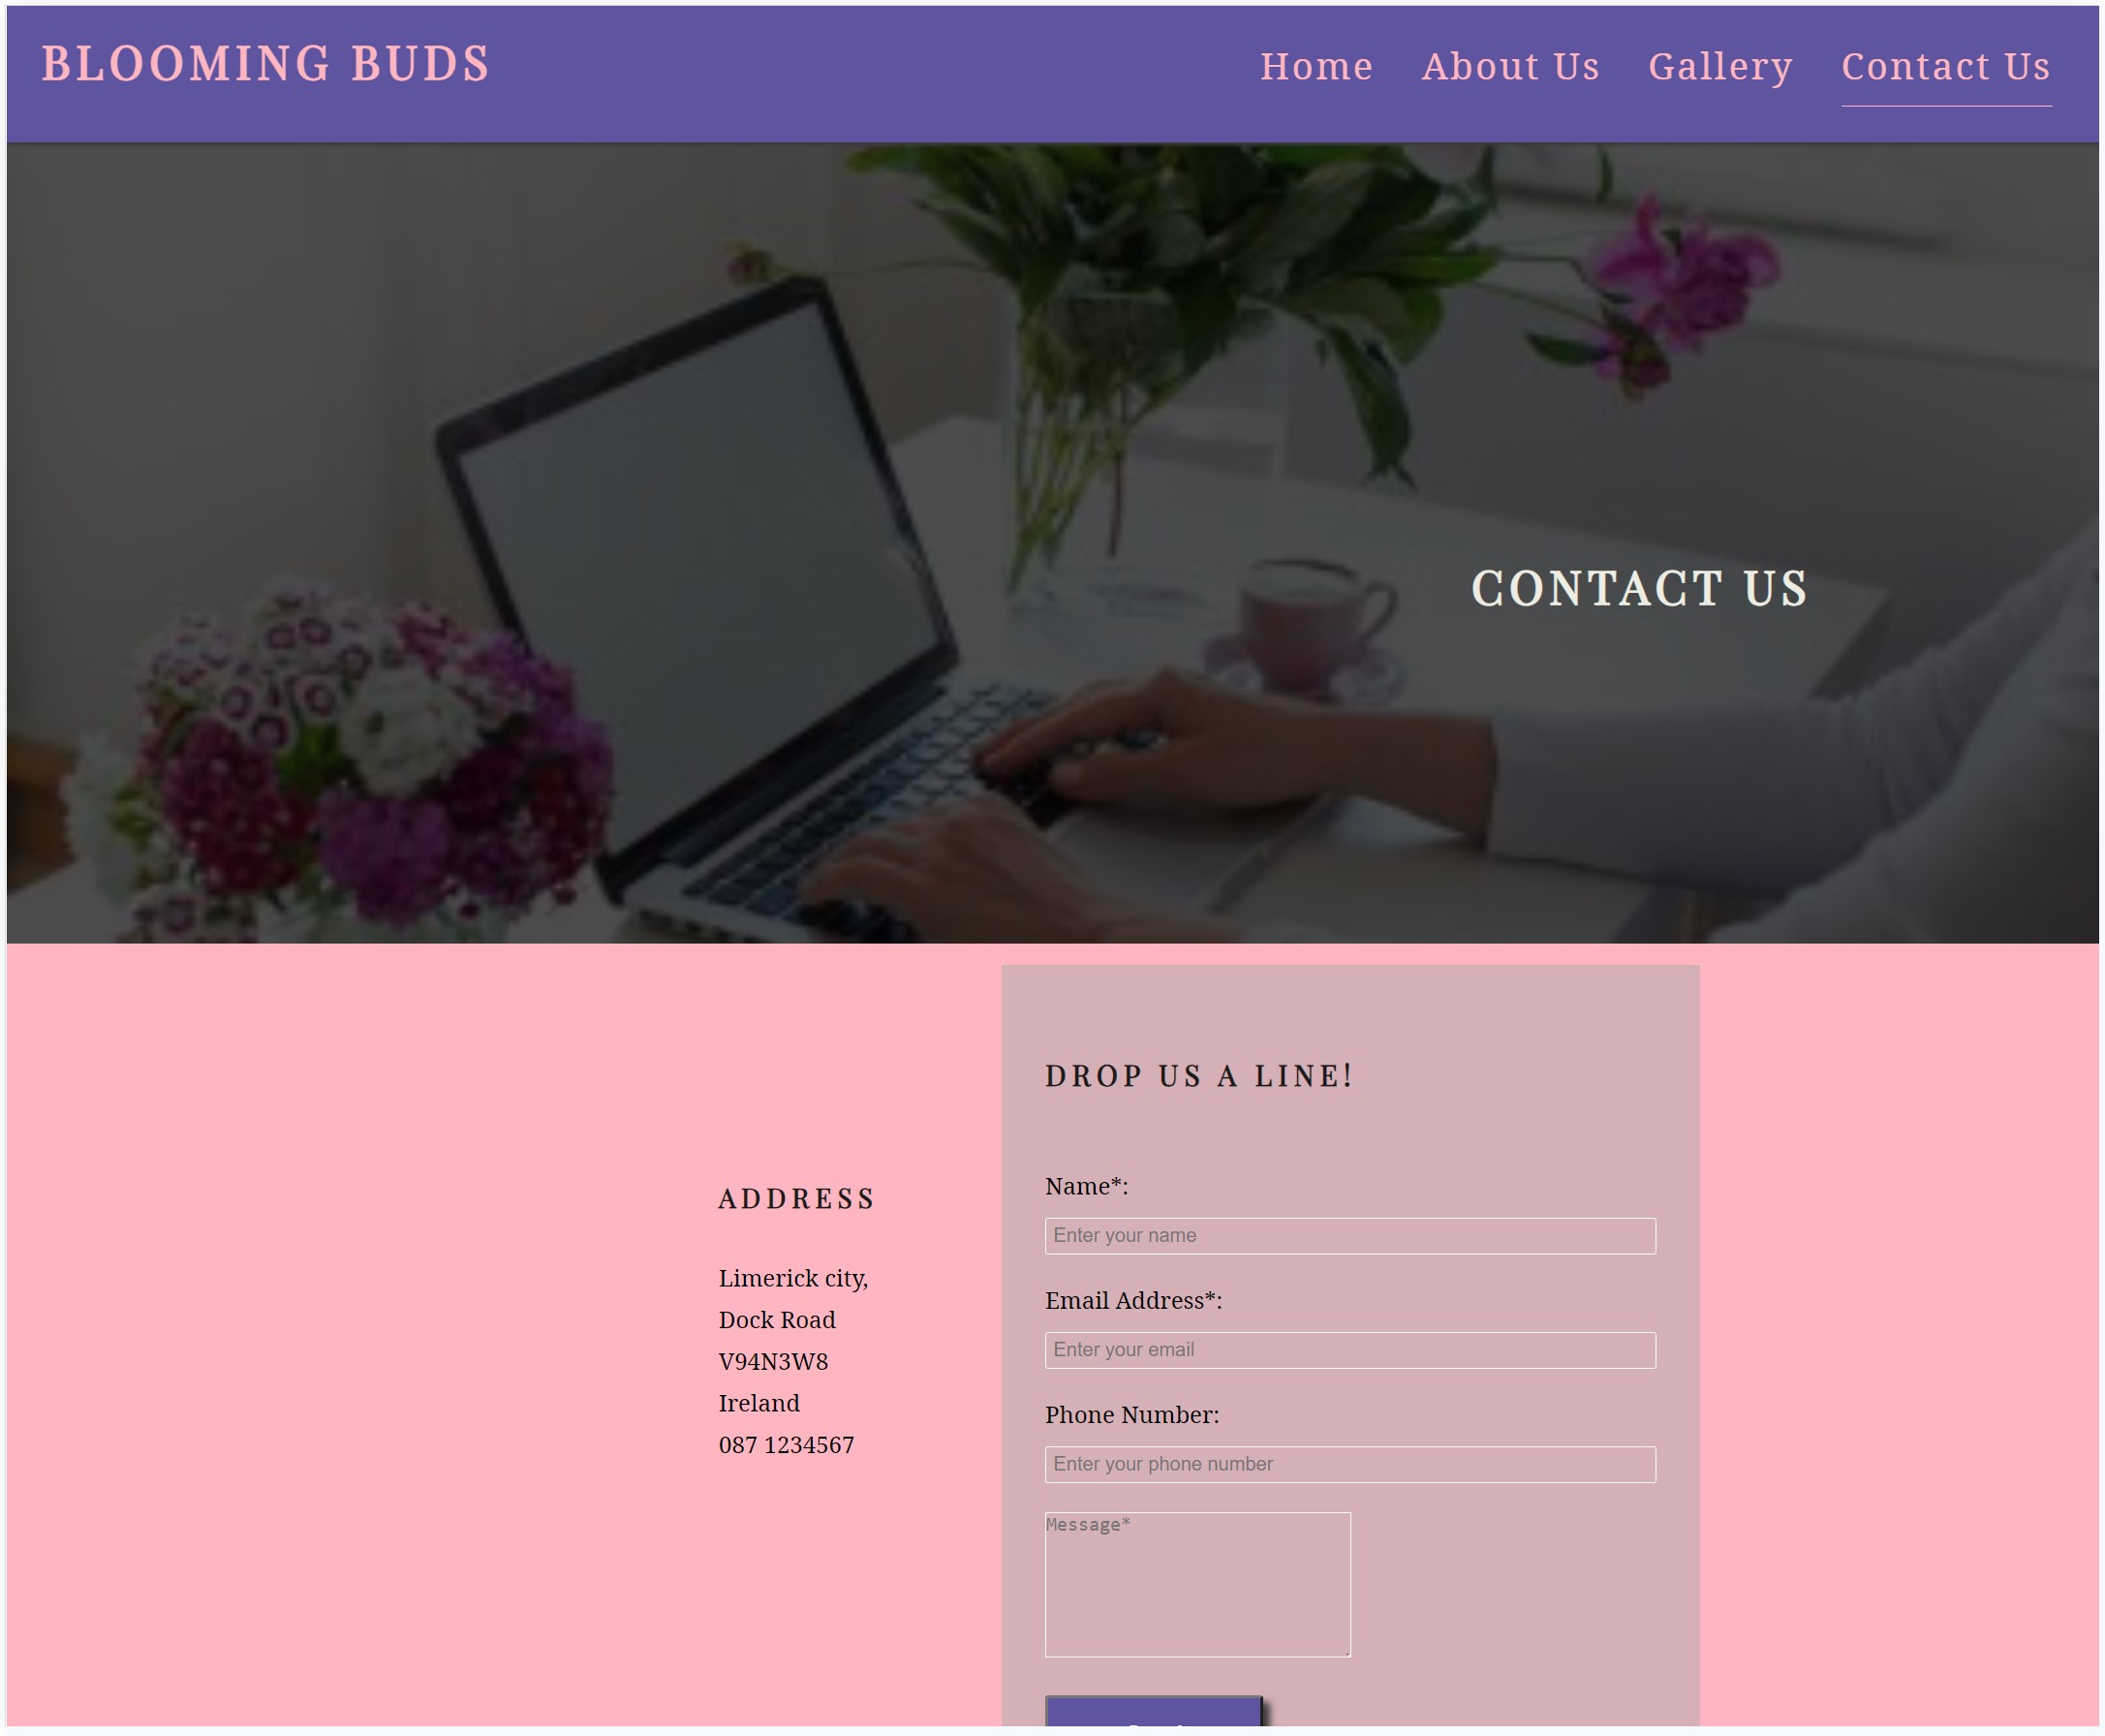 BLOOMING BUDS
Home About Us Gallery Contact Us
CONTACT US
ADDRESS
Limerick city,
Dock Road
V94N3W8
Ireland
087 1234567
DROP US A LINE!
Name*:
Enter your name
Email Address*:
Enter your email
Phone Number:
Enter your phone number
Message*